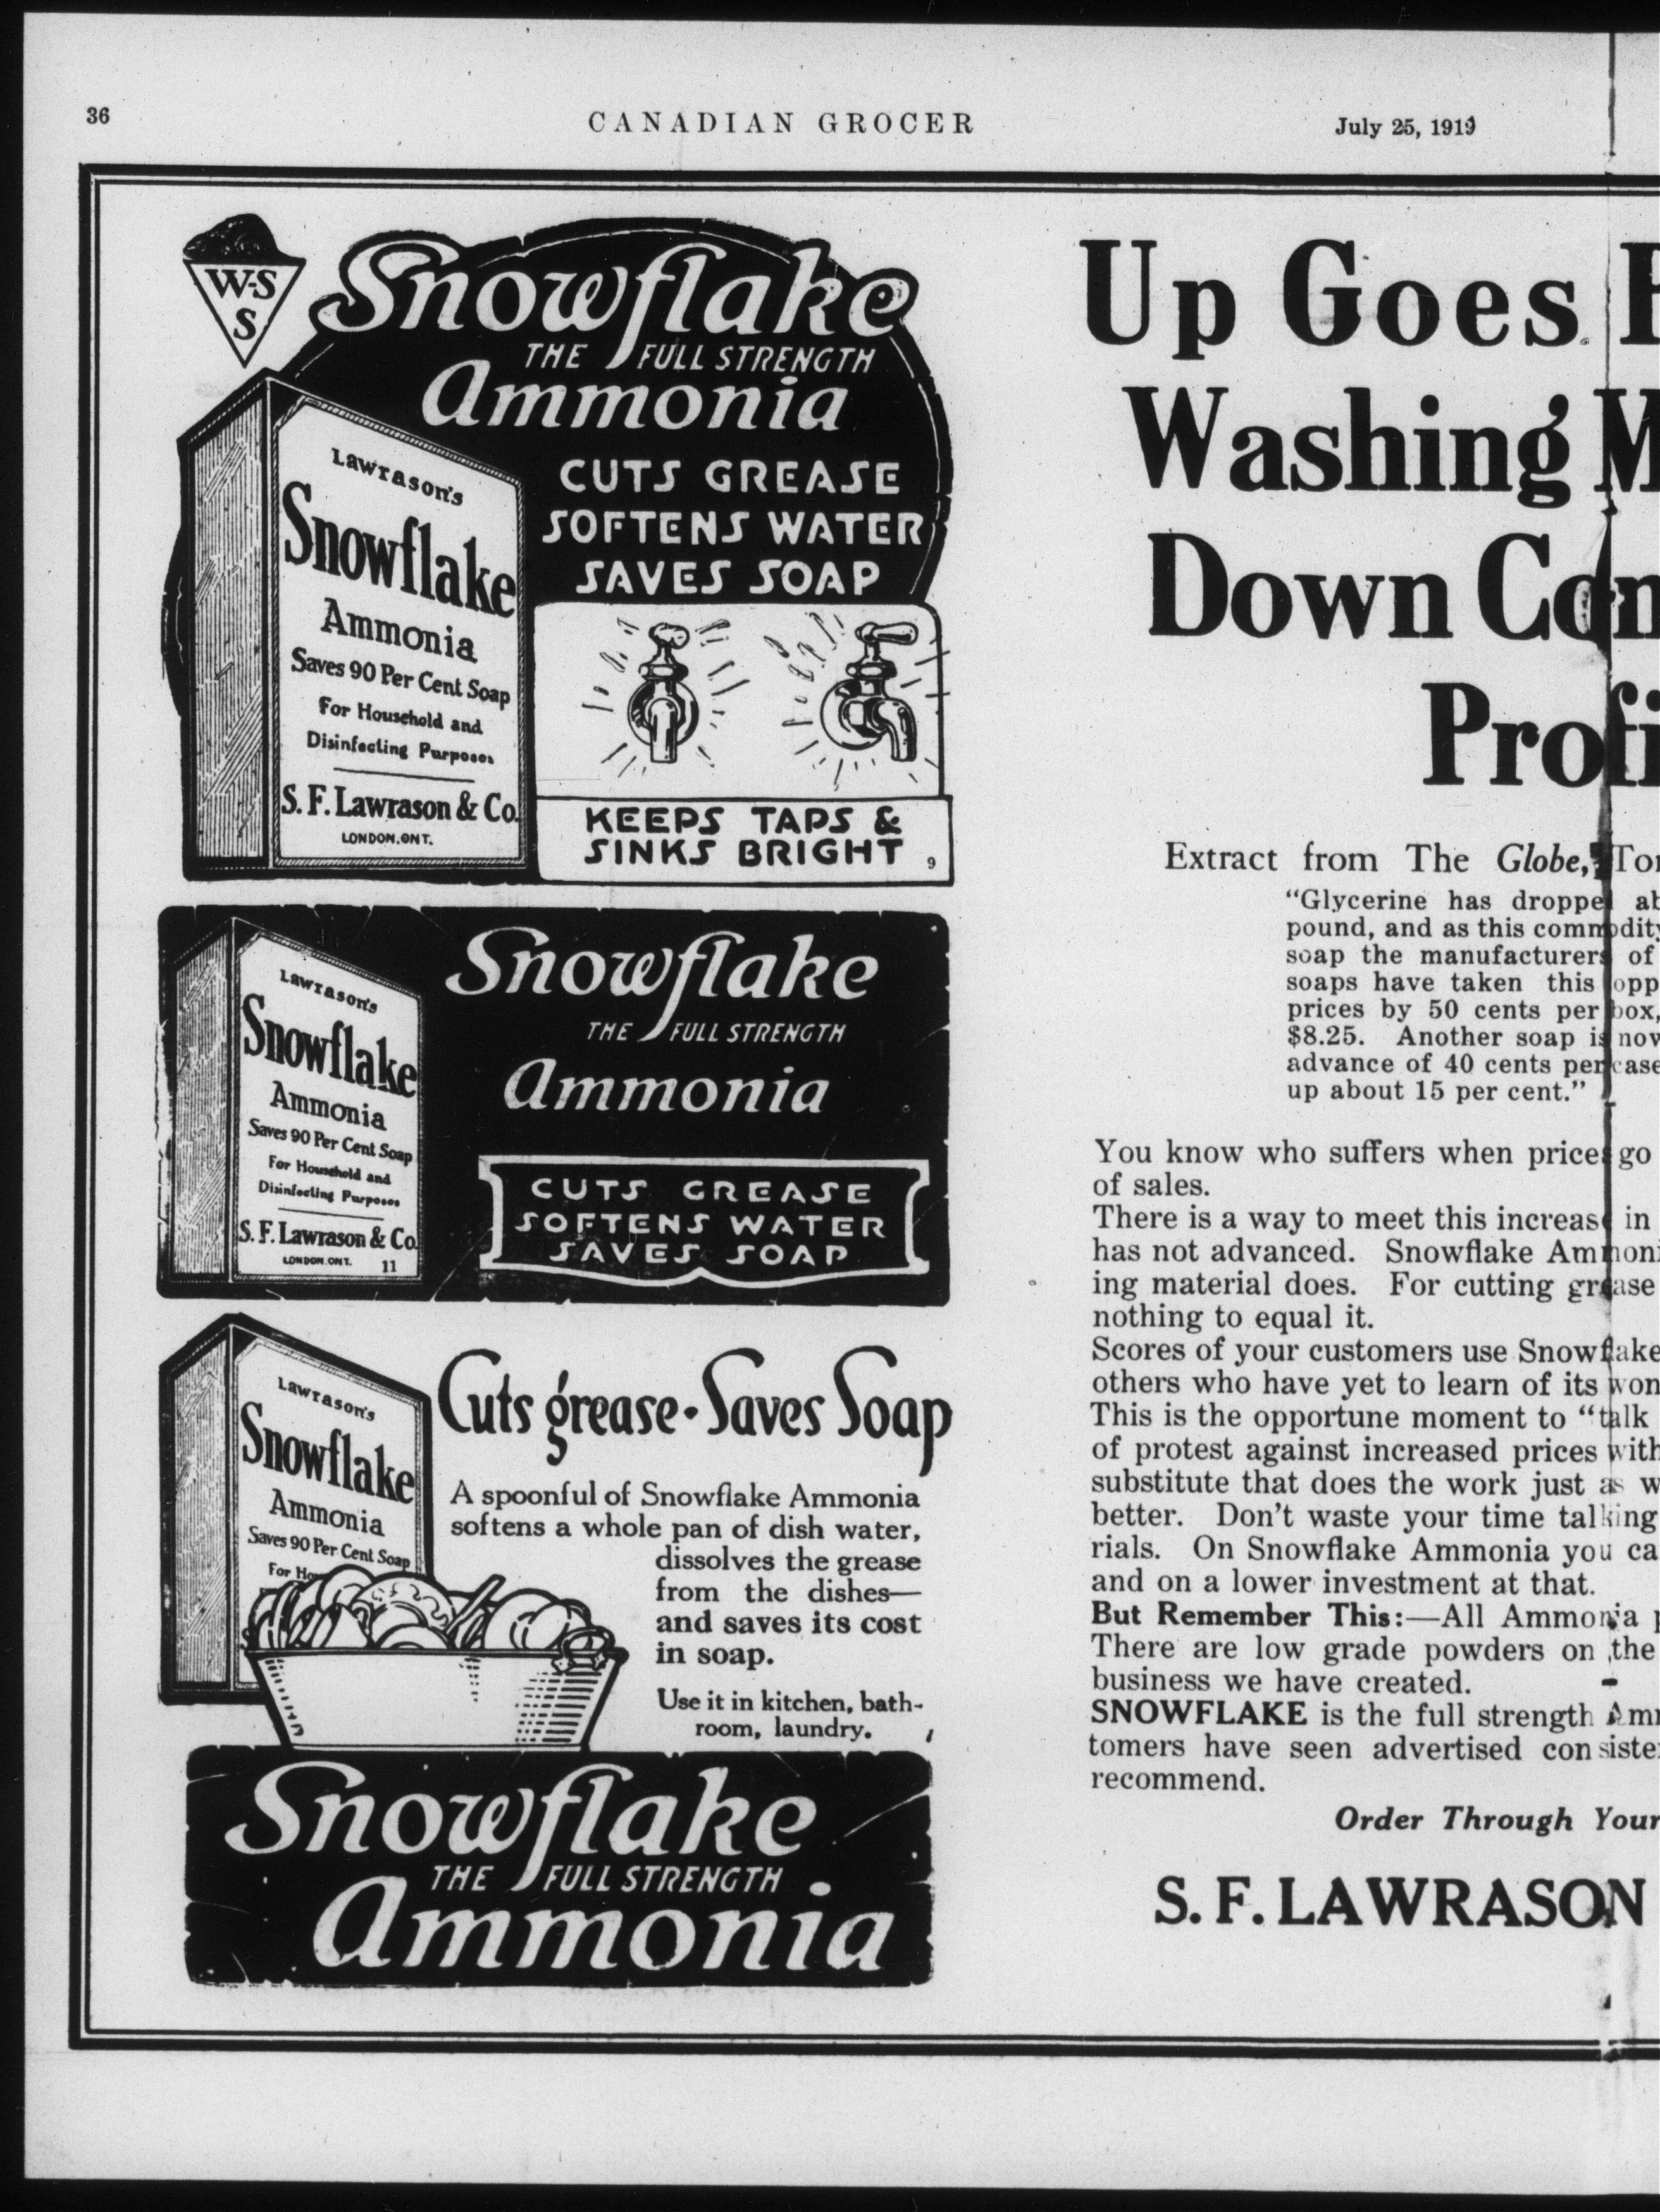 36
CANADIAN GROCER
July 25, 1919
W-S
S
Snowflake
THE FULL STRENGTH
Ammonia
CUTS GREASE
SOFTENS WATER
SAVES SOAP
Lawrason's
Snowflake
Ammonia
Saves 90 Per Cent Soap
For Household and
Disinfecting Purposes
S. F. Lawrason & Co.
LONDON, ONT.
KEEPS TAPS &
SINKS BRIGHT
9
Lawrason's
Snowflake
Ammonia
Saves 90 Per Cent Soap
For Household and
Disinfecting Purposes
S. F. Lawrason & Co.
LONDON ONT.
11
Snowflake
THE FULL STRENGTH
Ammonia
CUTS GREASE
SOFTENS WATER
SAVES SOAP
Lawrason's
Snowflake
Ammonia
Saves 90 Per Cent Soap
For Ho
Cuts grease - Saves Soap
A spoonful of Snowflake Ammonia
softens a whole pan of dish water,
dissolves the grease
from the dishes—
and saves its cost
in soap.
Use it in kitchen, bath-
room, laundry.
Snowflake
THE FULL STRENGTH
Ammonia
Up Goes
Washing
Down
Extract from The Globe,
"Glycerine has dropped
pound, and as this commodity
soap the manufacturers of
soaps have taken this
prices by 50 cents per box,
$8.25. Another soap is
advance of 40 cents per case
up about 15 per cent."
You know who suffers when prices go
of sales.
There is a way to meet this increase in
has not advanced. Snowflake
ing material does. For cutting grease
nothing to equal it.
Scores of your customers use Snowflake
others who have yet to learn of its
This is the opportune moment to "talk
of protest against increased prices
substitute that does the work just as
better. Don't waste your time talking
rials. On Snowflake Ammonia you
and on a lower investment at that.
But Remember This:—All Ammonia
There are low grade powders on the
business we have created.
SNOWFLAKE is the full strength
tomers have seen advertised
recommend.
Order Through Your
S. F. LAWRASON